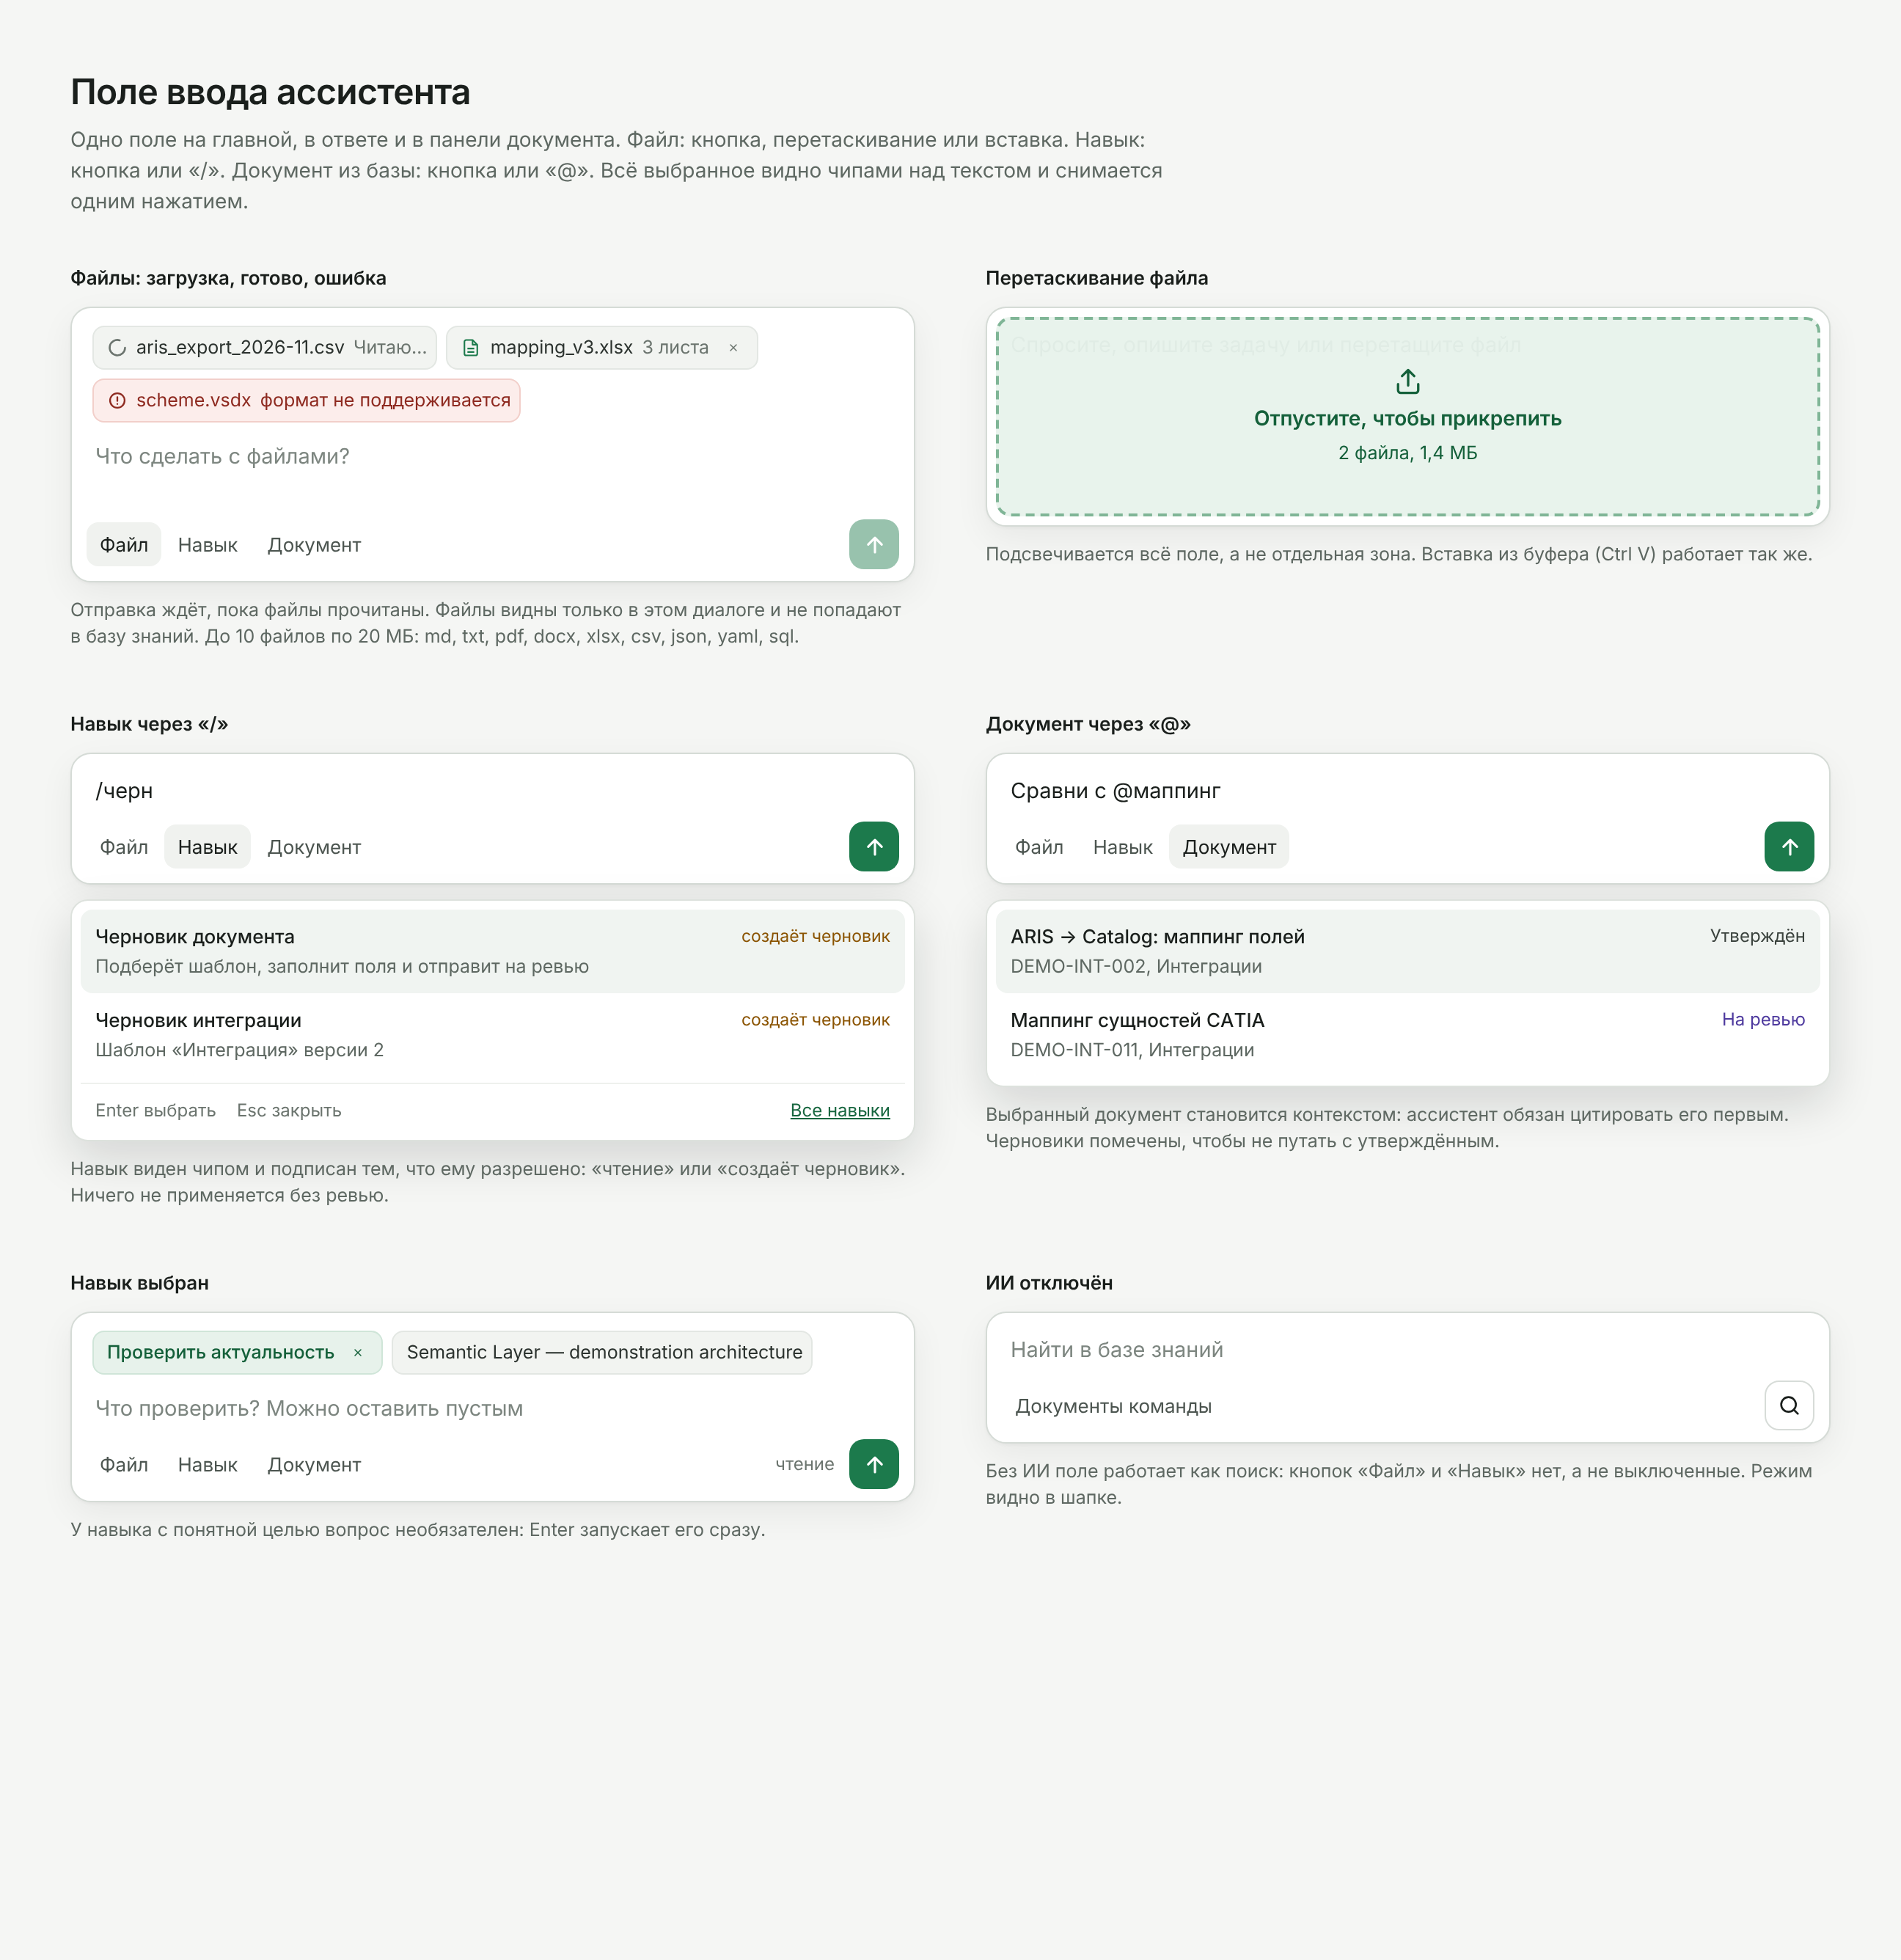 Поле ввода ассистента
Одно поле на главной, в ответе и в панели документа. Файл: кнопка, перетаскивание или вставка. Навык:
кнопка или «/». Документ из базы: кнопка или «@». Всё выбранное видно чипами над текстом и снимается
одним нажатием.
Файлы: загрузка, готово, ошибка
aris_export_2026-11.csv Читаю...
mapping_v3.xlsx 3 листа ×
scheme.vsdx формат не поддерживается
Что сделать с файлами?
Файл Навык Документ
Отправка ждёт, пока файлы прочитаны. Файлы видны только в этом диалоге и не попадают
в базу знаний. До 10 файлов по 20 МБ: md, txt, pdf, docx, xlsx, csv, json, yaml, sql.
Перетаскивание файла
Спросите, опишите задачу или перетащите файл
Отпустите, чтобы прикрепить
2 файла, 1,4 МБ
Подсвечивается всё поле, а не отдельная зона. Вставка из буфера (Ctrl V) работает так же.
Навык через «/»
/черн
Файл Навык Документ
Черновик документа создаёт черновик
Подберёт шаблон, заполнит поля и отправит на ревью
Черновик интеграции создаёт черновик
Шаблон «Интеграция» версии 2
Enter выбрать Esc закрыть Все навыки
Навык виден чипом и подписан тем, что ему разрешено: «чтение» или «создаёт черновик».
Ничего не применяется без ревью.
Документ через «@»
Сравни с @маппинг
Файл Навык Документ
ARIS → Catalog: маппинг полей Утверждён
DEMO-INT-002, Интеграции
Маппинг сущностей CATIA На ревью
DEMO-INT-011, Интеграции
Выбранный документ становится контекстом: ассистент обязан цитировать его первым.
Черновики помечены, чтобы не путать с утверждённым.
Навык выбран
Проверить актуальность × Semantic Layer — demonstration architecture
Что проверить? Можно оставить пустым
Файл Навык Документ чтение
У навыка с понятной целью вопрос необязателен: Enter запускает его сразу.
ИИ отключён
Найти в базе знаний
Документы команды
Без ИИ поле работает как поиск: кнопок «Файл» и «Навык» нет, а не выключенные. Режим
видно в шапке.